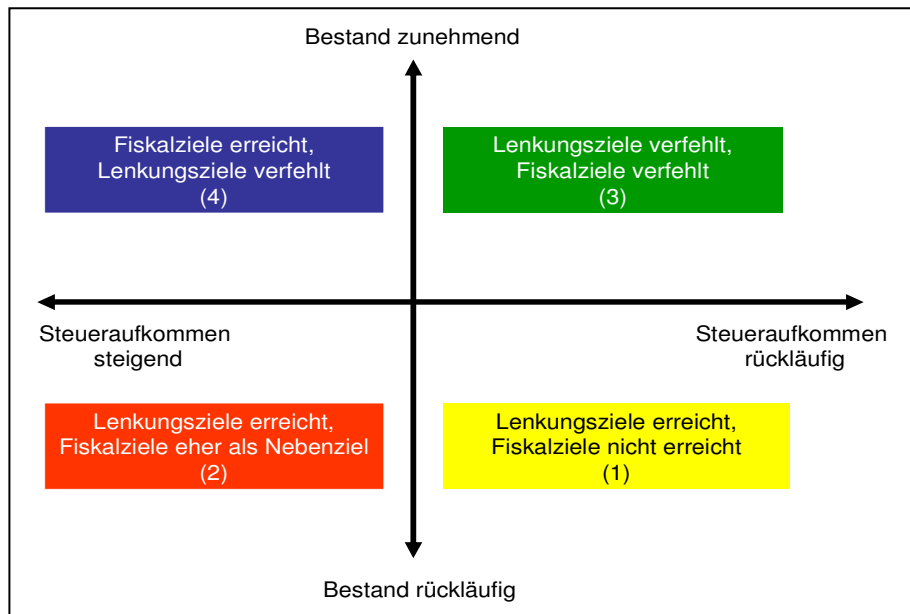 Bestand zunehmend
Fiskalziele erreicht,
Lenkungsziele verfehlt
(4)
Lenkungsziele verfehlt,
Fiskalziele verfehlt
(3)
Steueraufkommen
steigend
Steueraufkommen
rückläufig
Lenkungsziele erreicht,
Fiskalziele eher als Nebenziel
(2)
Lenkungsziele erreicht,
Fiskalziele nicht erreicht
(1)
Bestand rückläufig